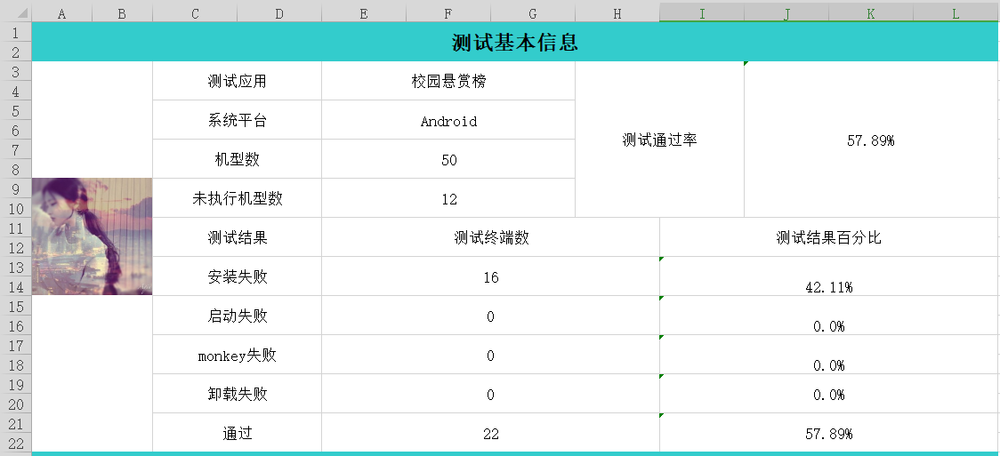 A B C D E F G H I J K L
1
2
测试基本信息
3
4
测试应用 校园悬赏榜
5
6
系统平台 Android
测试通过率 57.89%
7
8
机型数 50
9
10
未执行机型数 12
11
12
测试结果 测试终端数 测试结果百分比
13
14
安装失败 16 42.11%
15
16
启动失败 0 0.0%
17
18
monkey失败 0 0.0%
19
20
卸载失败 0 0.0%
21
22
通过 22 57.89%